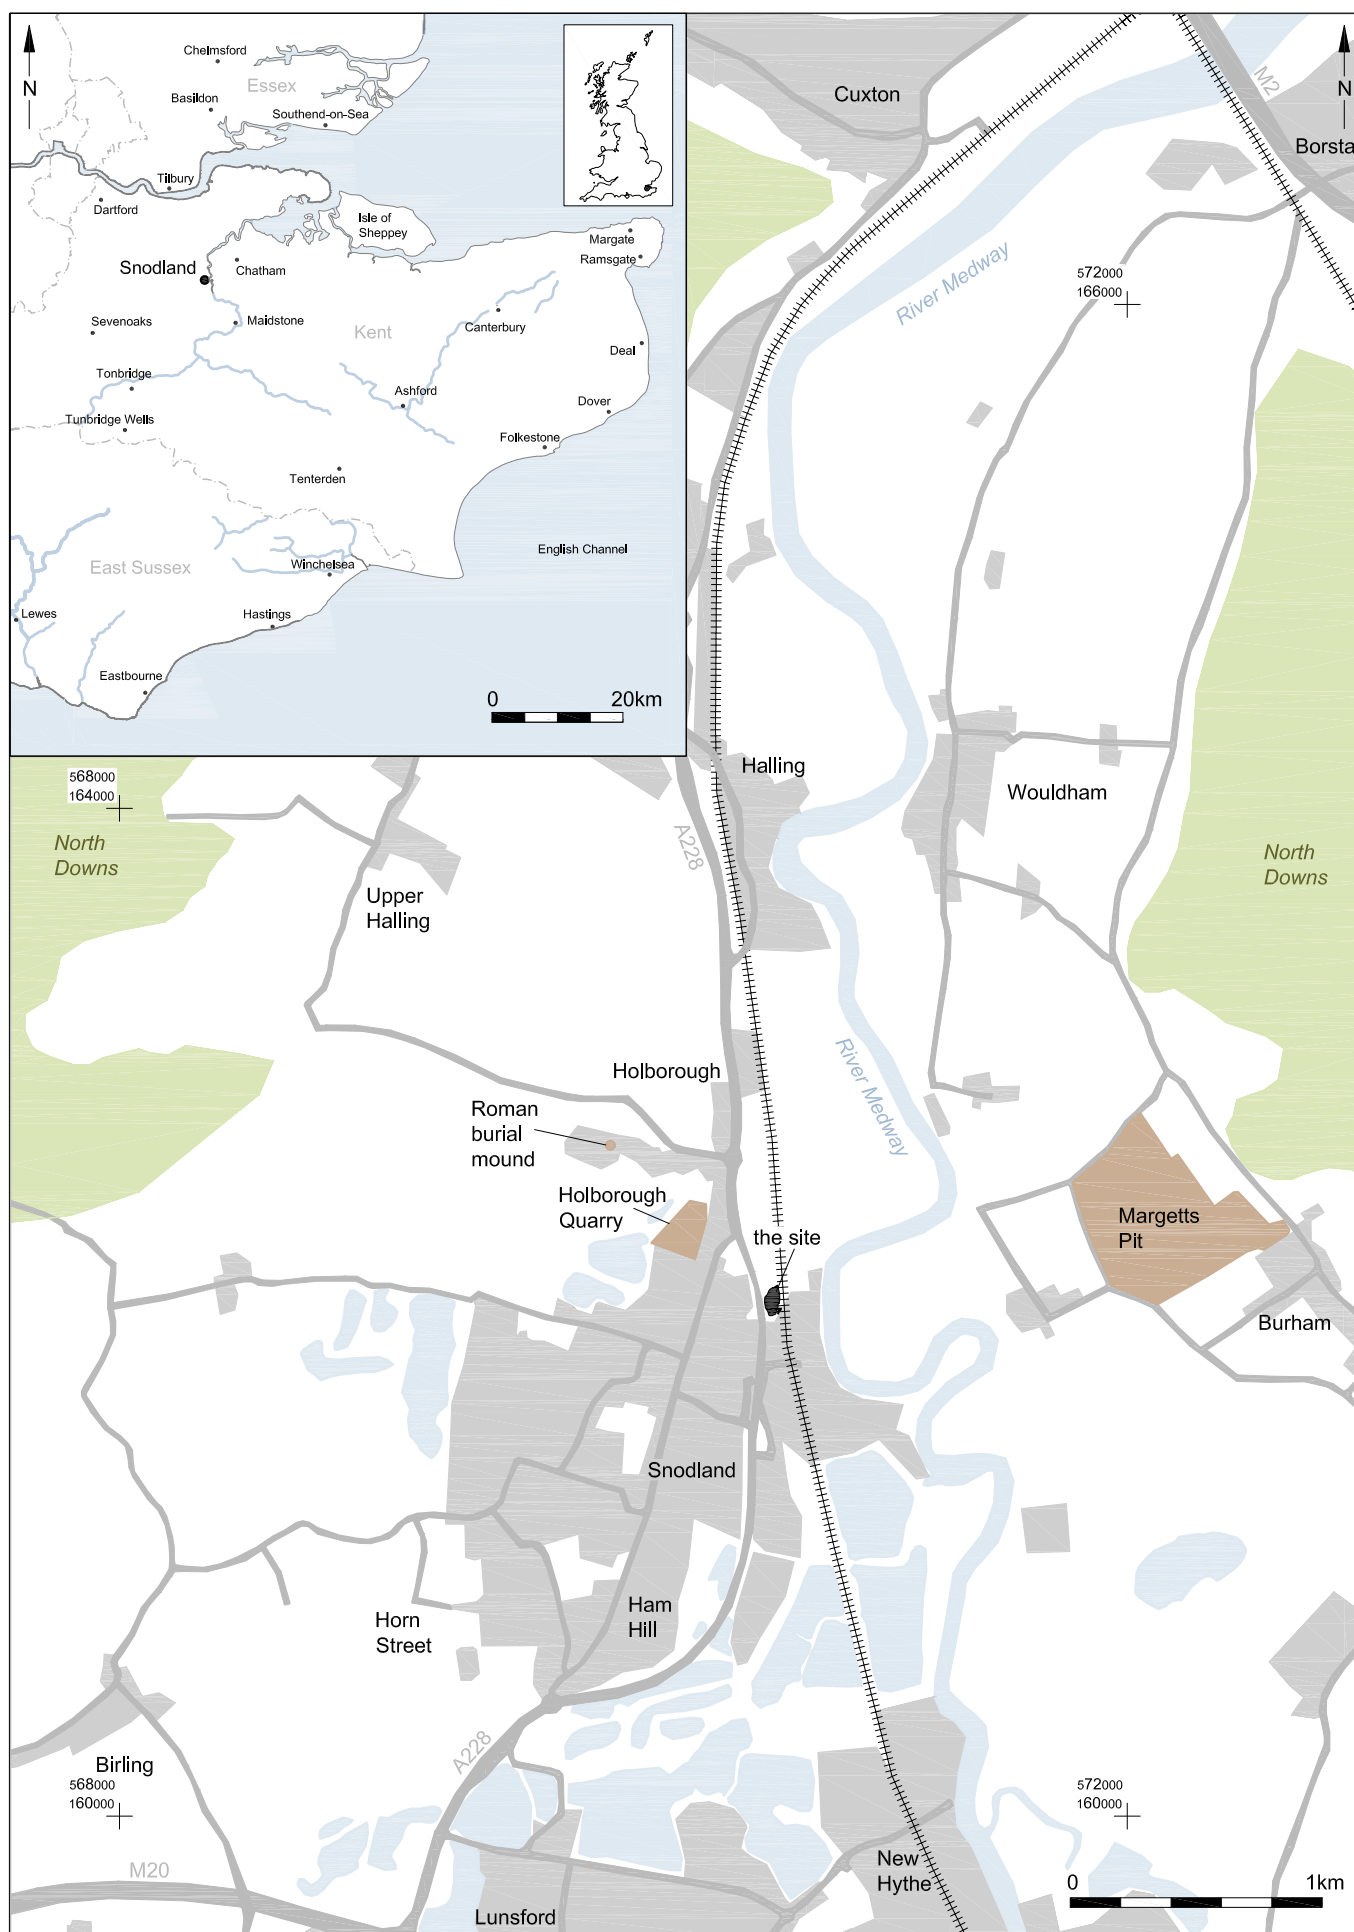 N
Chelmsford
Essex
Basildon
Southend-on-Sea
Tilbury
Dartford
Isle of
Sheppey
Margate
Ramsgate
Snodland
Chatham
Sevenoaks
Maidstone
Kent
Canterbury
Deal
Tonbridge
Ashford
Tunbridge Wells
Dover
Folkestone
Tenterden
English Channel
East Sussex
Winchelsea
Lewes
Hastings
Eastbourne
0 20km
Cuxton
M2
N
Borsta
River Medway
572000
166000
568000
164000
Halling
Wouldham
North
Downs
A228
North
Downs
Upper
Halling
River Medway
Holborough
Roman
burial
mound
Holborough
Quarry
the site
Margetts
Pit
Burham
Snodland
Ham
Hill
Horn
Street
A228
Birling
568000
160000
572000
160000
M20
New
Hythe
Lunsford
0 1km